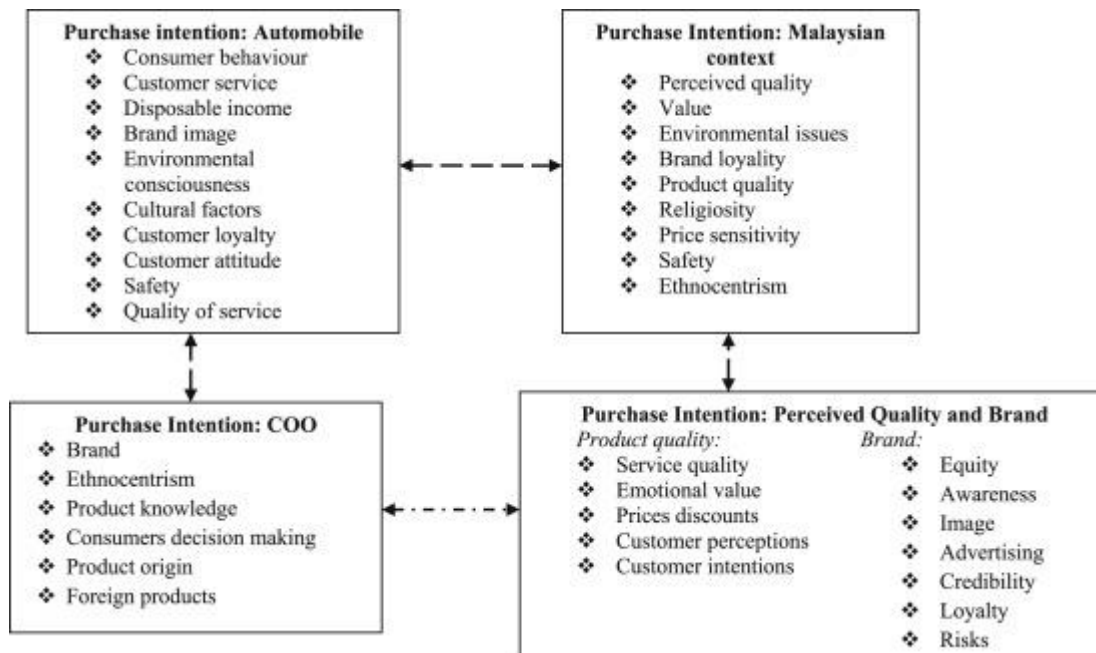 Purchase intention: Automobile
❖ Consumer behaviour
❖ Customer service
❖ Disposable income
❖ Brand image
❖ Environmental
consciousness
❖ Cultural factors
❖ Customer loyalty
❖ Customer attitude
❖ Safety
❖ Quality of service
Purchase Intention: Malaysian
context
❖ Perceived quality
❖ Value
❖ Environmental issues
❖ Brand loyality
❖ Product quality
❖ Religiosity
❖ Price sensitivity
❖ Safety
❖ Ethnocentrism
Purchase Intention: COO
❖ Brand
❖ Ethnocentrism
❖ Product knowledge
❖ Consumers decision making
❖ Product origin
❖ Foreign products
Purchase Intention: Perceived Quality and Brand
Product quality:
❖ Service quality
❖ Emotional value
❖ Prices discounts
❖ Customer perceptions
❖ Customer intentions
Brand:
❖ Equity
❖ Awareness
❖ Image
❖ Advertising
❖ Credibility
❖ Loyalty
❖ Risks